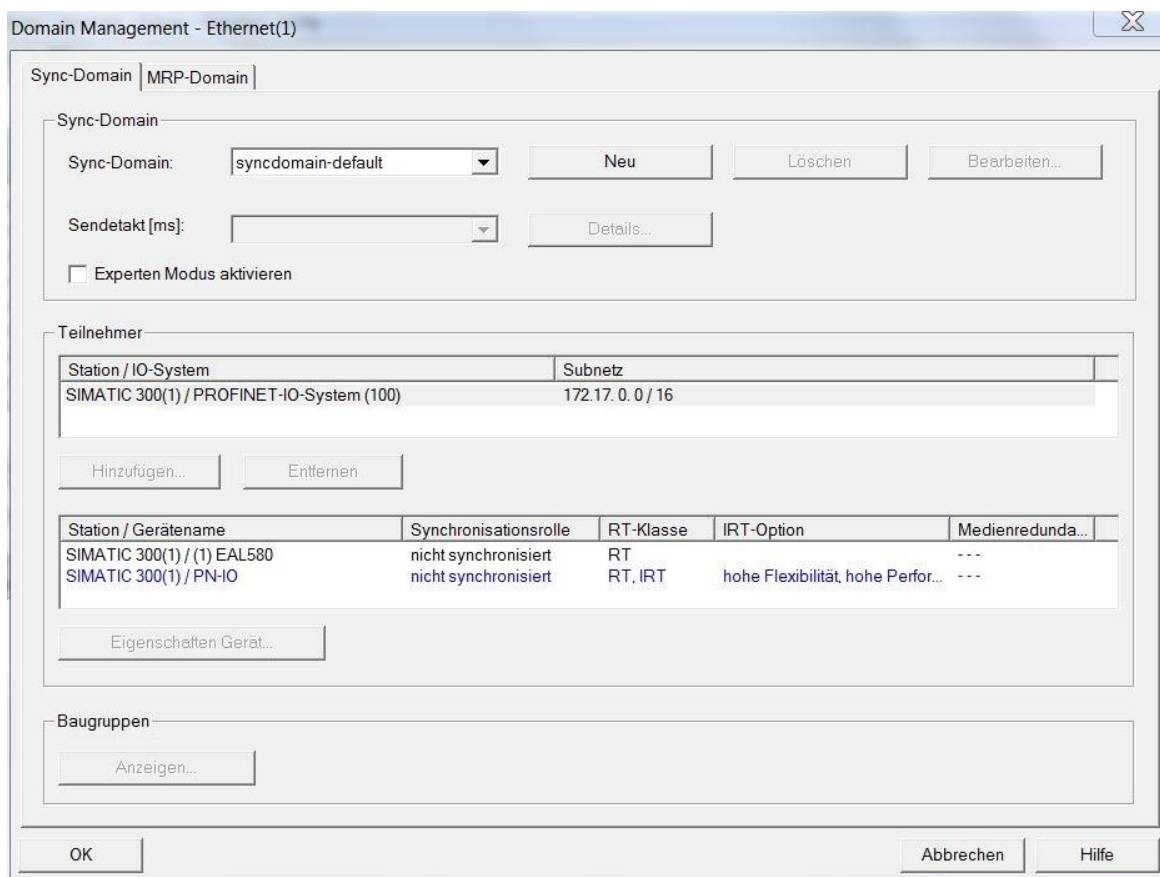 Domain Management - Ethernet(1)
Sync-Domain MRP-Domain
Sync-Domain
Sync-Domain: syncdomain-default Neu Löschen Bearbeiten...
Sendetakt [ms]: Details...
Experten Modus aktivieren
Teilnehmer
Station / IO-System Subnetz
SIMATIC 300(1) / PROFINET-IO-System (100) 172.17. 0. 0 / 16
Hinzufügen... Entfernen
Station / Gerätename Synchronisationsrolle RT-Klasse IRT-Option Medienredunda...
SIMATIC 300(1) / (1) EAL580 nicht synchronisiert RT - - -
SIMATIC 300(1) / PN-IO nicht synchronisiert RT, IRT hohe Flexibilität, hohe Perfor... - - -
Eigenschaften Gerät...
Baugruppen
Anzeigen...
OK Abbrechen Hilfe